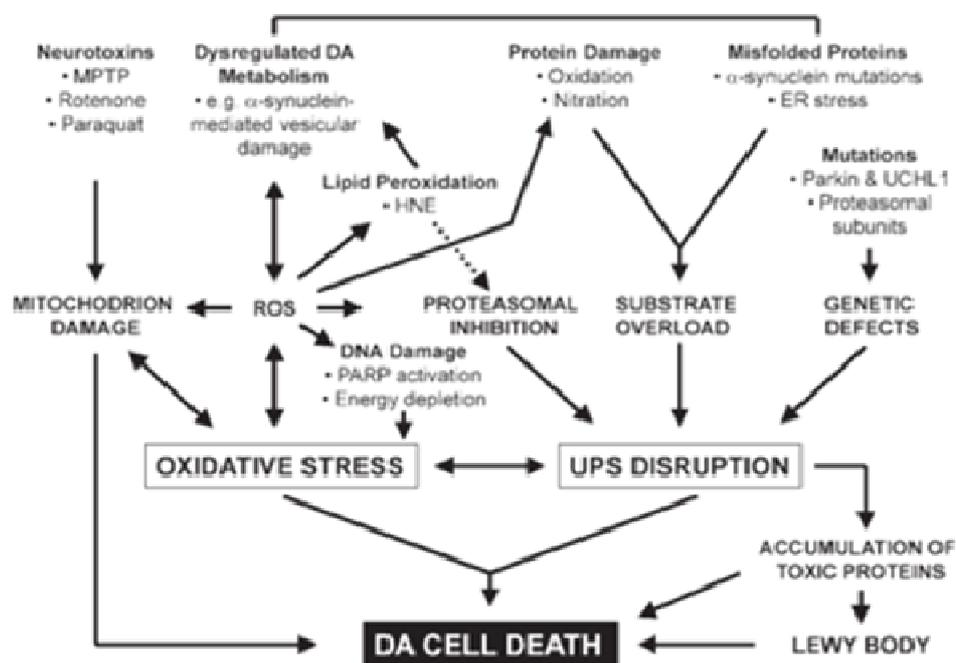 Neurotoxins
• MPTP
• Rotenone
• Paraquat
Dysregulated DA
Metabolism
• e.g. α-synuclein-
mediated vesicular
damage
Protein Damage
• Oxidation
• Nitration
Misfolded Proteins
• α-synuclein mutations
• ER stress
Lipid Peroxidation
• HNE
Mutations
• Parkin & UCHL1
• Proteasomal
subunits
MITOCHODRION
DAMAGE
ROS
PROTEASOMAL
INHIBITION
SUBSTRATE
OVERLOAD
GENETIC
DEFECTS
DNA Damage
• PARP activation
• Energy depletion
OXIDATIVE STRESS
UPS DISRUPTION
ACCUMULATION OF
TOXIC PROTEINS
DA CELL DEATH
LEWY BODY